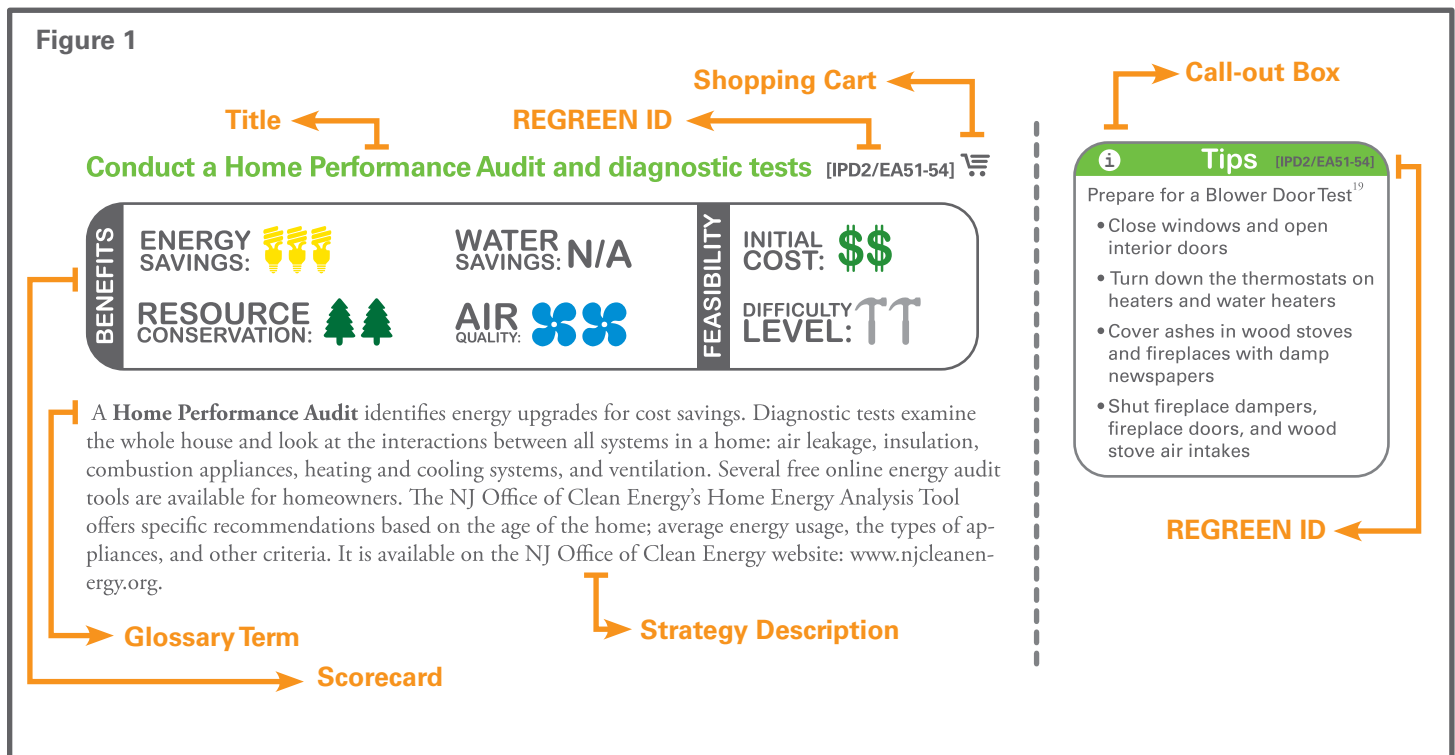 Figure 1
Shopping Cart
Call-out Box
Title
REGREEN ID
Conduct a Home Performance Audit and diagnostic tests [IPD2/EA51-54]
BENEFITS
ENERGY
SAVINGS:
WATER
SAVINGS: N/A
RESOURCE
CONSERVATION:
AIR
QUALITY:
FEASIBILITY
INITIAL
COST: $$
DIFFICULTY
LEVEL:
A Home Performance Audit identifies energy upgrades for cost savings. Diagnostic tests examine
the whole house and look at the interactions between all systems in a home: air leakage, insulation,
combustion appliances, heating and cooling systems, and ventilation. Several free online energy audit
tools are available for homeowners. The NJ Office of Clean Energy's Home Energy Analysis Tool
offers specific recommendations based on the age of the home; average energy usage, the types of ap-
pliances, and other criteria. It is available on the NJ Office of Clean Energy website: www.njcleanen-
ergy.org.
Glossary Term
Strategy Description
Scorecard
i Tips [IPD2/EA51-54]
Prepare for a Blower Door Test19
• Close windows and open
interior doors
• Turn down the thermostats on
heaters and water heaters
• Cover ashes in wood stoves
and fireplaces with damp
newspapers
• Shut fireplace dampers,
fireplace doors, and wood
stove air intakes
REGREEN ID